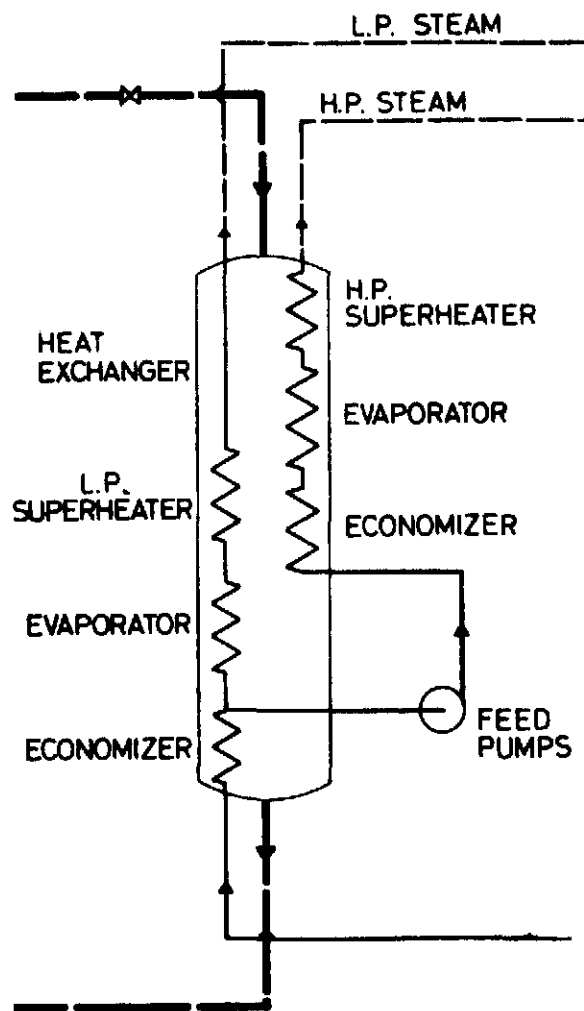 L.P. STEAM
H.P. STEAM
H.P.
SUPERHEATER
HEAT
EXCHANGER
EVAPORATOR
L.P.
SUPERHEATER
ECONOMIZER
EVAPORATOR
FEED
PUMPS
ECONOMIZER